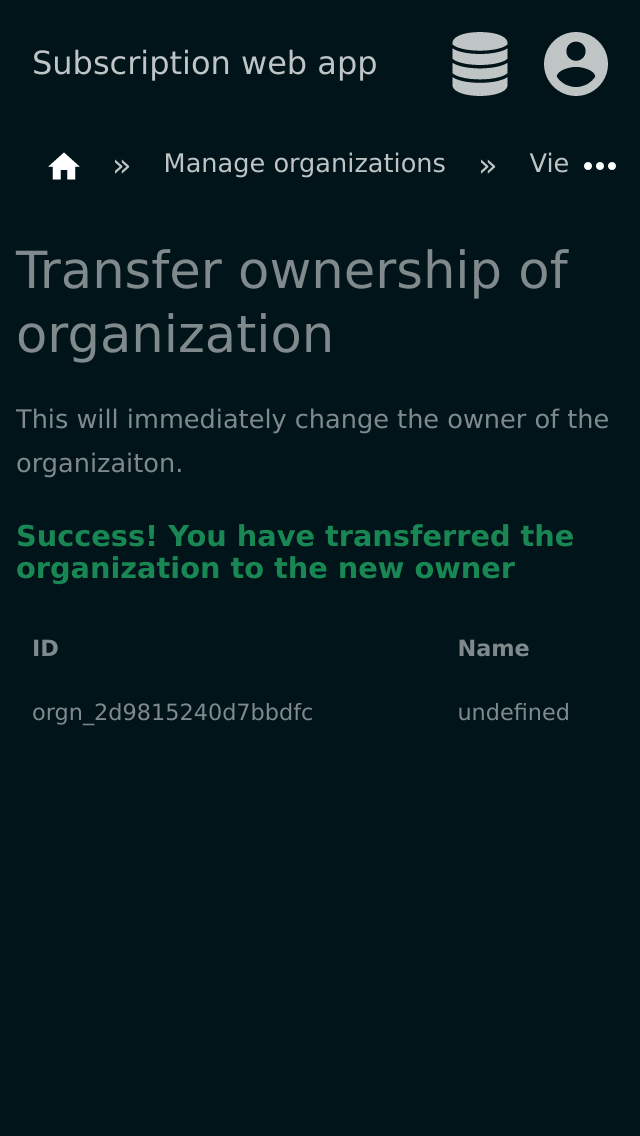 Subscription web app
» Manage organizations » Vie
Transfer ownership of
organization
This will immediately change the owner of the
organizaiton.
Success! You have transferred the
organization to the new owner
ID Name
orgn_2d9815240d7bbdfc undefined